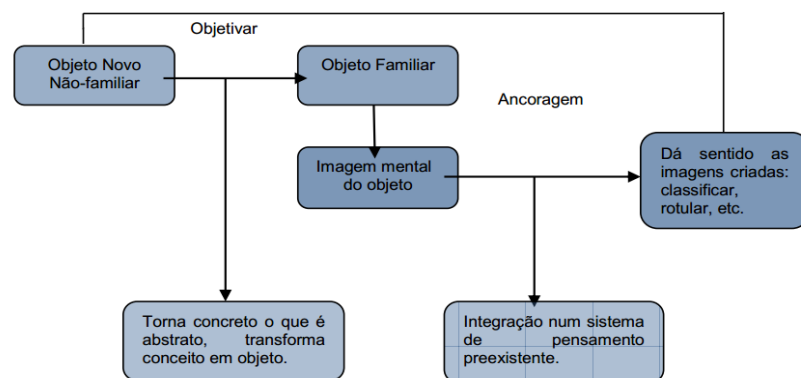 Objetivar
Objeto Novo
Não-familiar
Objeto Familiar
Ancoragem
Imagem mental
do objeto
Dá sentido as
imagens criadas:
classificar,
rotular, etc.
Torna concreto o que é
abstrato, transforma
conceito em objeto.
Integração num sistema
de pensamento
preexistente.